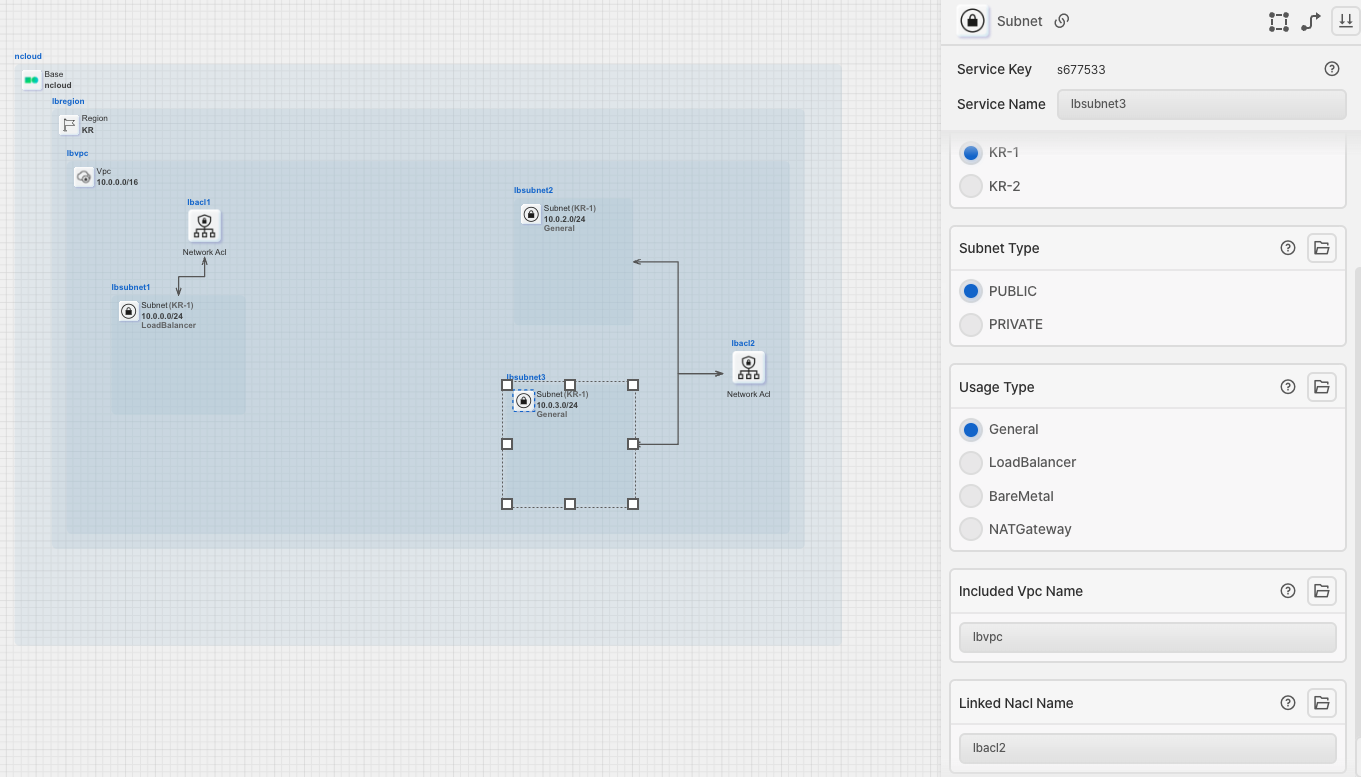 ncloud
Base
ncloud
lbregion
Region
KR
lbvpc
Vpc
10.0.0.0/16
lbacl1
Network Acl
lbsubnet1
Subnet (KR-1)
10.0.0.0/24
LoadBalancer
lbsubnet2
Subnet (KR-1)
10.0.2.0/24
General
lbacl2
Network Acl
lbsubnet3
Subnet (KR-1)
10.0.3.0/24
General
Subnet
Service Key s677533
Service Name lbsubnet3
KR-1
KR-2
Subnet Type
PUBLIC
PRIVATE
Usage Type
General
LoadBalancer
BareMetal
NATGateway
Included Vpc Name
lbvpc
Linked Nacl Name
lbacl2